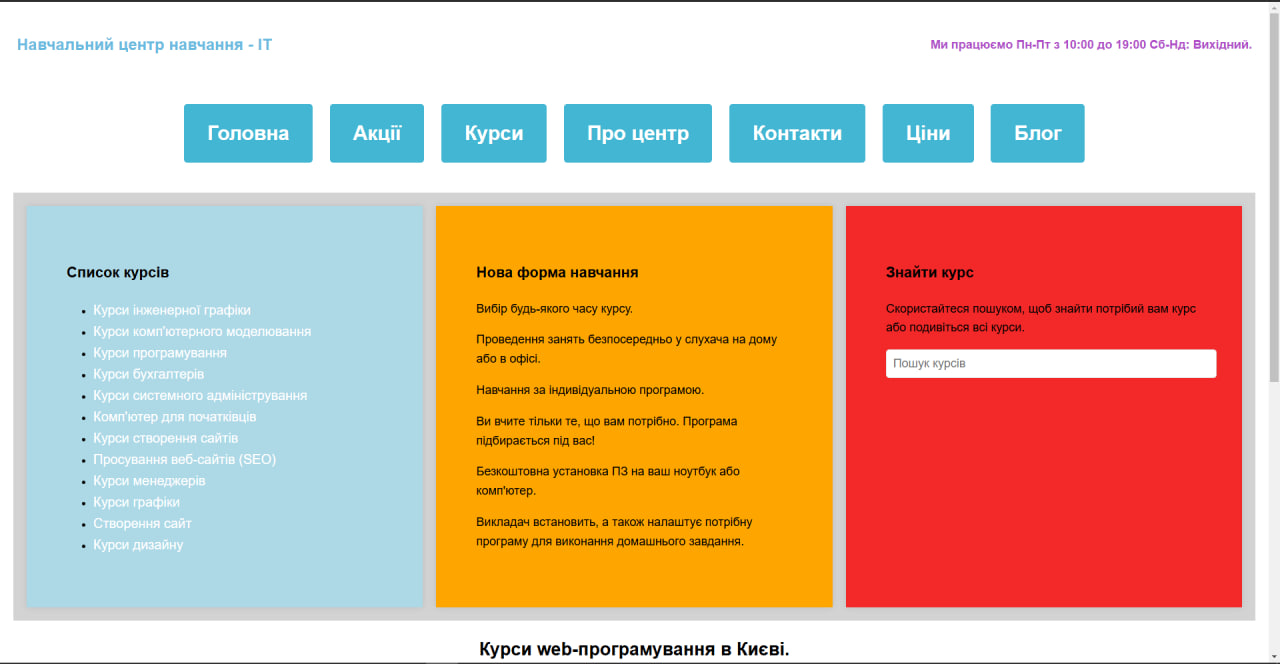 Навчальний центр навчання - IT
Ми працюємо Пн-Пт з 10:00 до 19:00 Сб-Нд: Вихідний.
Головна
Акції
Курси
Про центр
Контакти
Ціни
Блог
Список курсів
Курси інженерної графіки
Курси комп'ютерного моделювання
Курси програмування
Курси бухгалтерів
Курси системного адміністрування
Комп'ютер для початківців
Курси створення сайтів
Просування веб-сайтів (SEO)
Курси менеджерів
Курси графіки
Створення сайт
Курси дизайну
Нова форма навчання
Вибір будь-якого часу курсу.
Проведення занять безпосередньо у слухача на дому
або в офісі.
Навчання за індивідуальною програмою.
Ви вчите тільки те, що вам потрібно. Програма
підбирається під вас!
Безкоштовна установка ПЗ на ваш ноутбук або
комп'ютер.
Викладач встановить, а також налаштує потрібну
програму для виконання домашнього завдання.
Знайти курс
Скористайтеся пошуком, щоб знайти потрібий вам курс
або подивіться всі курси.
Пошук курсів
Курси web-програмування в Києві.